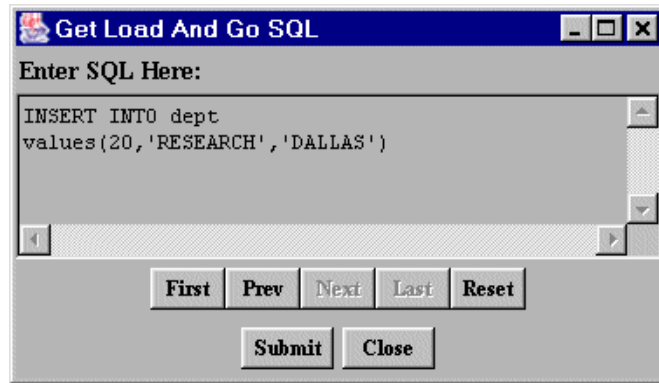 Get Load And Go SQL
Enter SQL Here:
INSERT INTO dept
values(20,'RESEARCH','DALLAS')
First Prev Next Last Reset
Submit Close